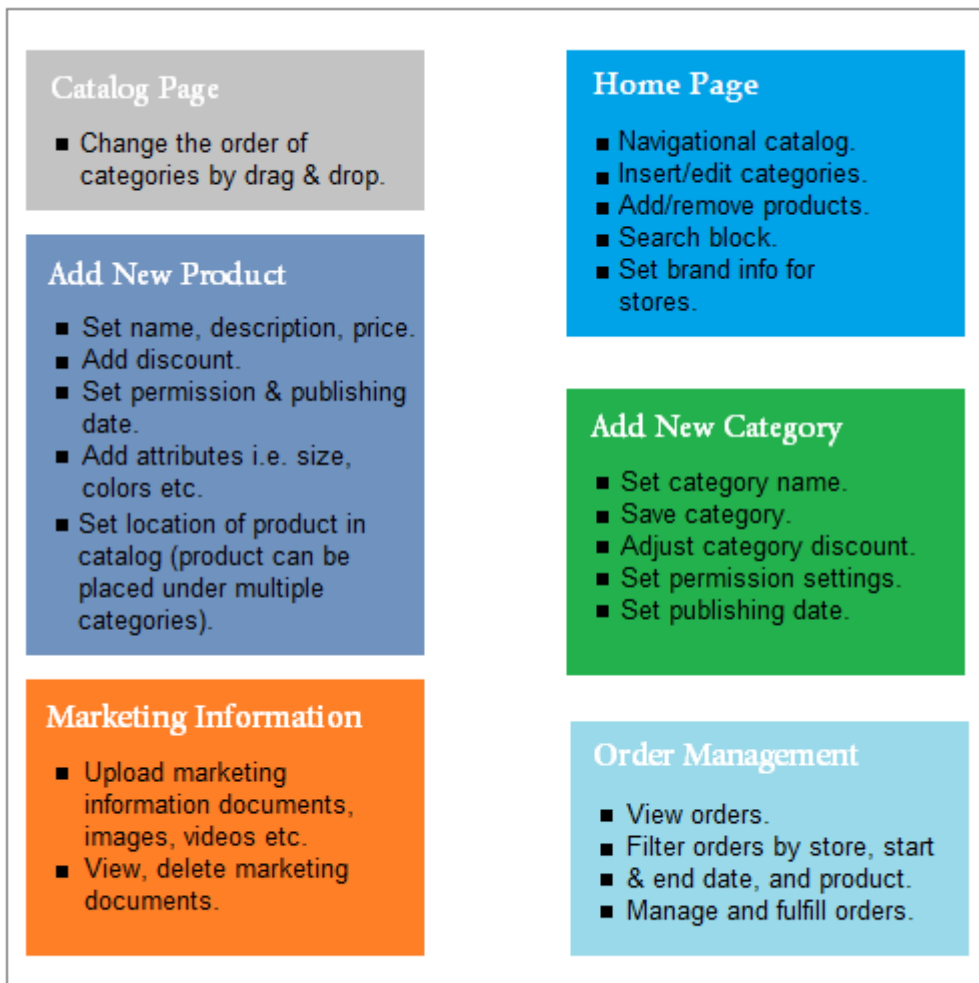 Catalog Page
▪ Change the order of
categories by drag & drop.
Add New Product
▪ Set name, description, price.
▪ Add discount.
▪ Set permission & publishing
date.
▪ Add attributes i.e. size,
colors etc.
▪ Set location of product in
catalog (product can be
placed under multiple
categories).
Marketing Information
▪ Upload marketing
information documents,
images, videos etc.
▪ View, delete marketing
documents.
Home Page
▪ Navigational catalog.
▪ Insert/edit categories.
▪ Add/remove products.
▪ Search block.
▪ Set brand info for
stores.
Add New Category
▪ Set category name.
▪ Save category.
▪ Adjust category discount.
▪ Set permission settings.
▪ Set publishing date.
Order Management
▪ View orders.
▪ Filter orders by store, start
▪ & end date, and product.
▪ Manage and fulfill orders.